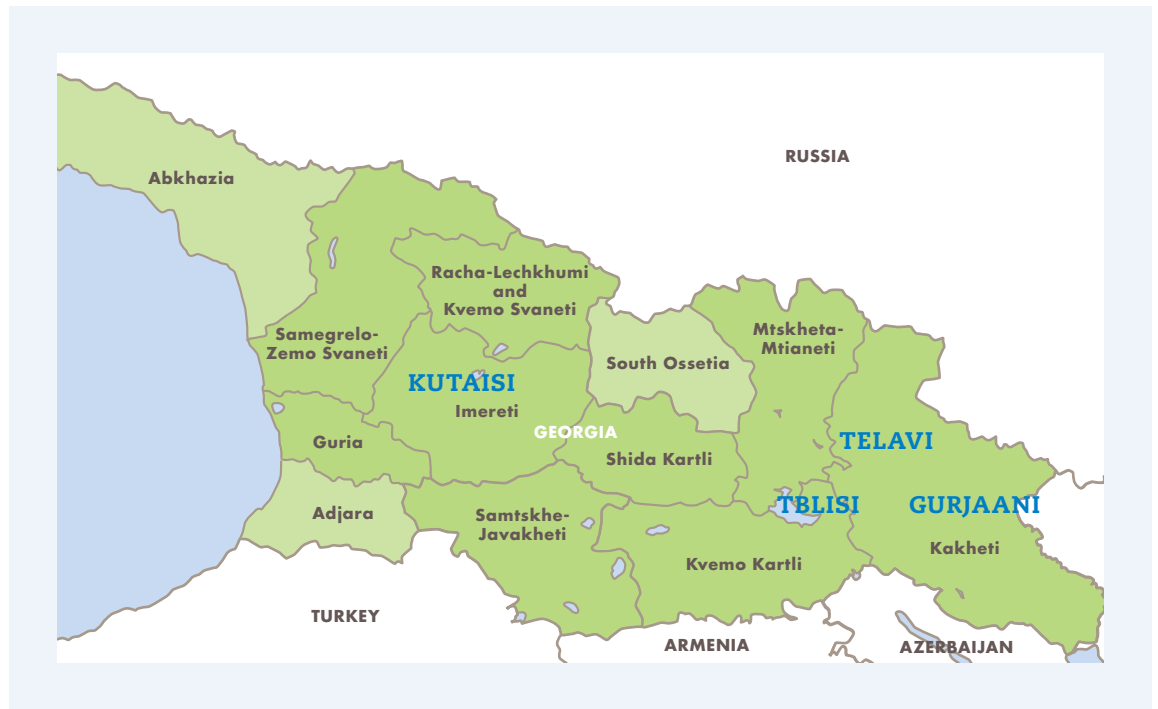 RUSSIA
Abkhazia
Racha-Lechkhumi
and
Kvemo Svaneti
Samegrelo-
Zemo Svaneti
Mtskheta-
Mtianeti
South Ossetia
KUTAISI
Imereti
GEORGIA
Guria
Shida Kartli
TELAVI
Adjara
Samtskhe-
Javakheti
TBLISI
GURJAANI
Kvemo Kartli
Kakheti
TURKEY
ARMENIA
AZERBAIJAN